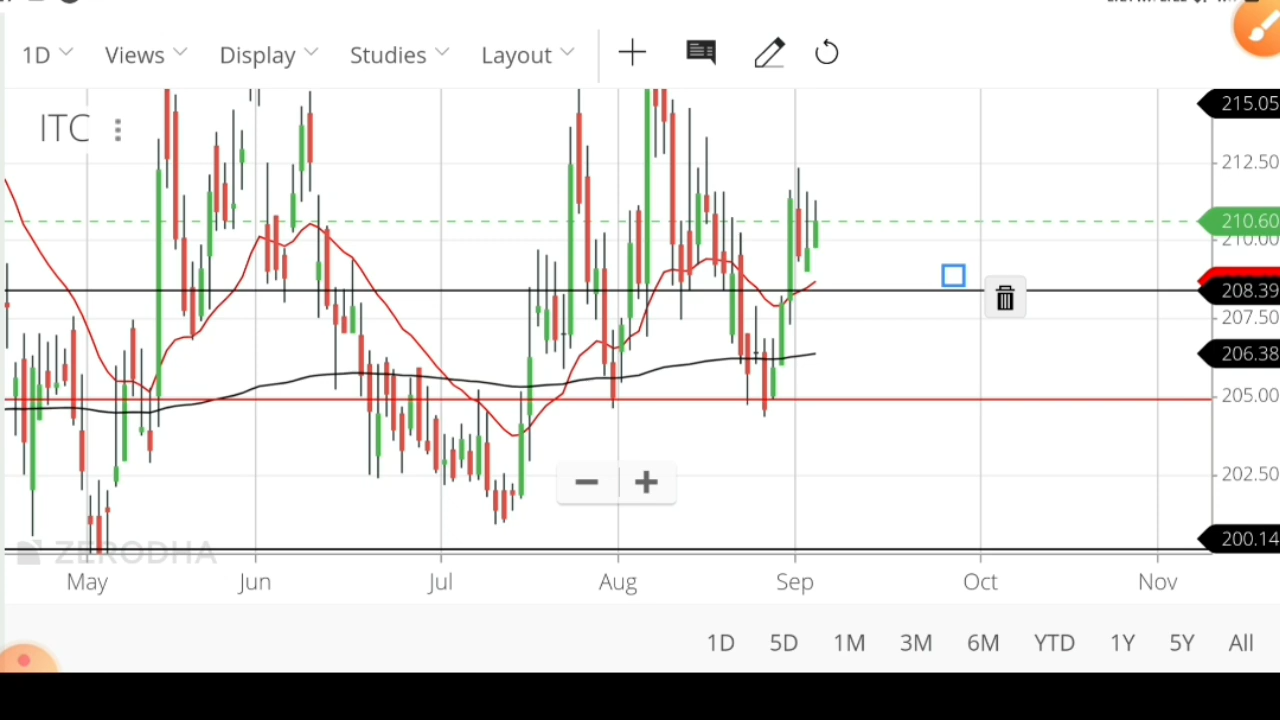 1D Views Display Studies Layout
ITC
215.05
212.50
210.60
210.00
208.39
207.50
206.38
205.00
202.50
200.14
ZERODHA
May Jun Jul Aug Sep Oct Nov
1D 5D 1M 3M 6M YTD 1Y 5Y All